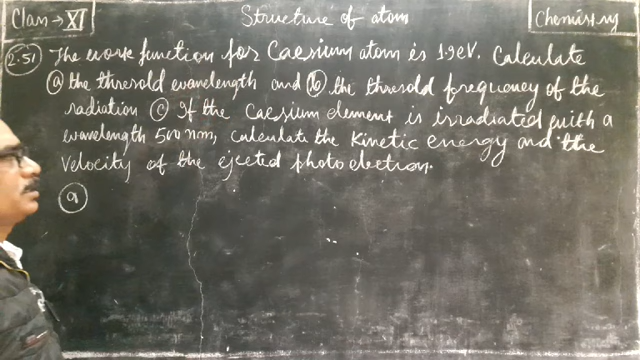 Class → XI
Structure of atom
Chemistry
2.51 The work function for Caesium atom is 1.9eV. Calculate
(a) the thresold wavelength and (b) the thresold frequency of the
radiation (c) If the Caesium element is irradiated with a
wavelength 500 nm, calculate the Kinetic energy and the
velocity of the ejected photoelectron.
(a)